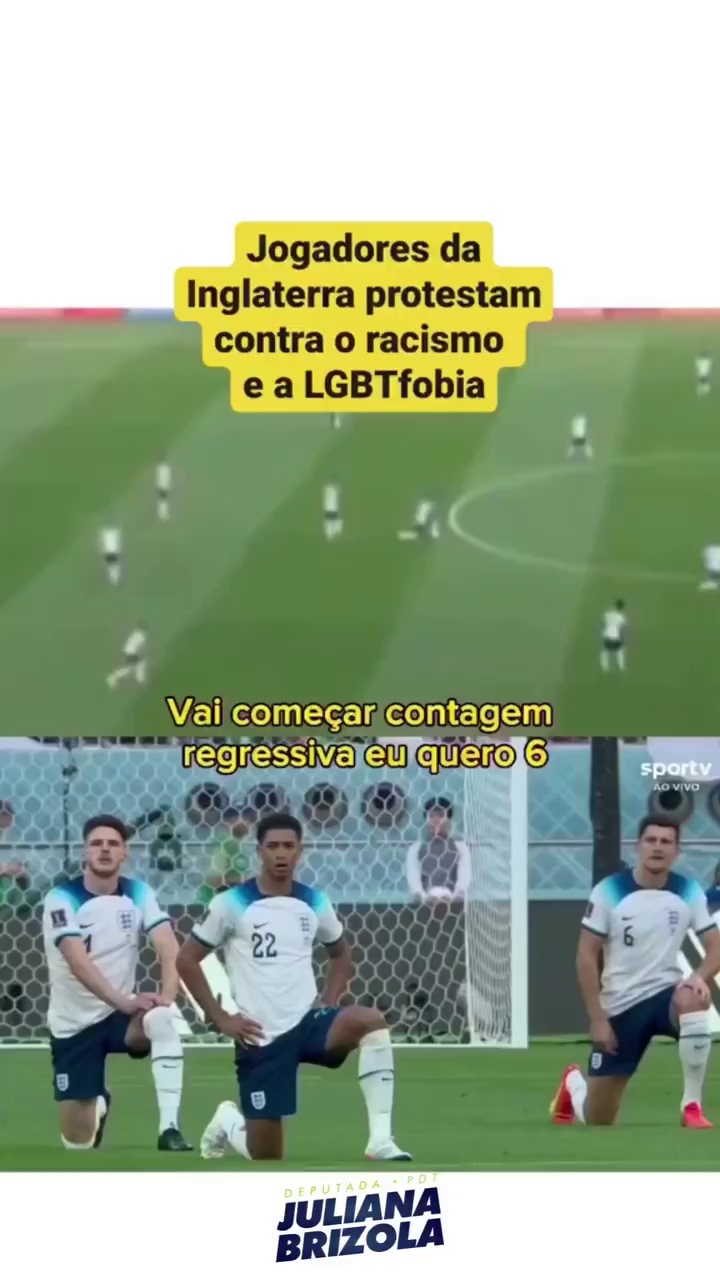 Jogadores da
Inglaterra protestam
contra o racismo
e a LGBTfobia
Vai começar contagem
regressiva eu quero 6
sportv
AO VIVO
22
6
DEPUTADA • PDT
JULIANA
BRIZOLA